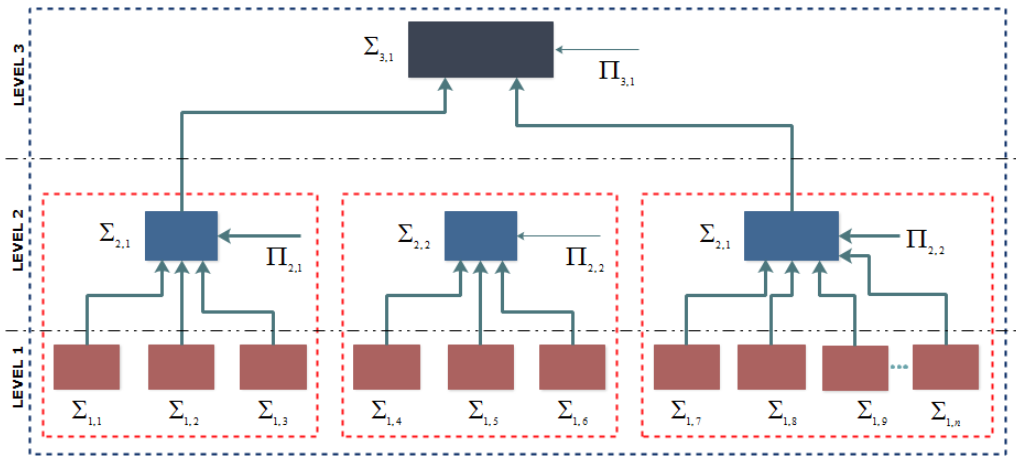 LEVEL 3
Σ3,1
Π3,1
LEVEL 2
Σ2,1
Π2,1
Σ2,2
Π2,2
Σ2,1
Π2,2
LEVEL 1
Σ1,1
Σ1,2
Σ1,3
Σ1,4
Σ1,5
Σ1,6
Σ1,7
Σ1,8
Σ1,9
Σ1,n